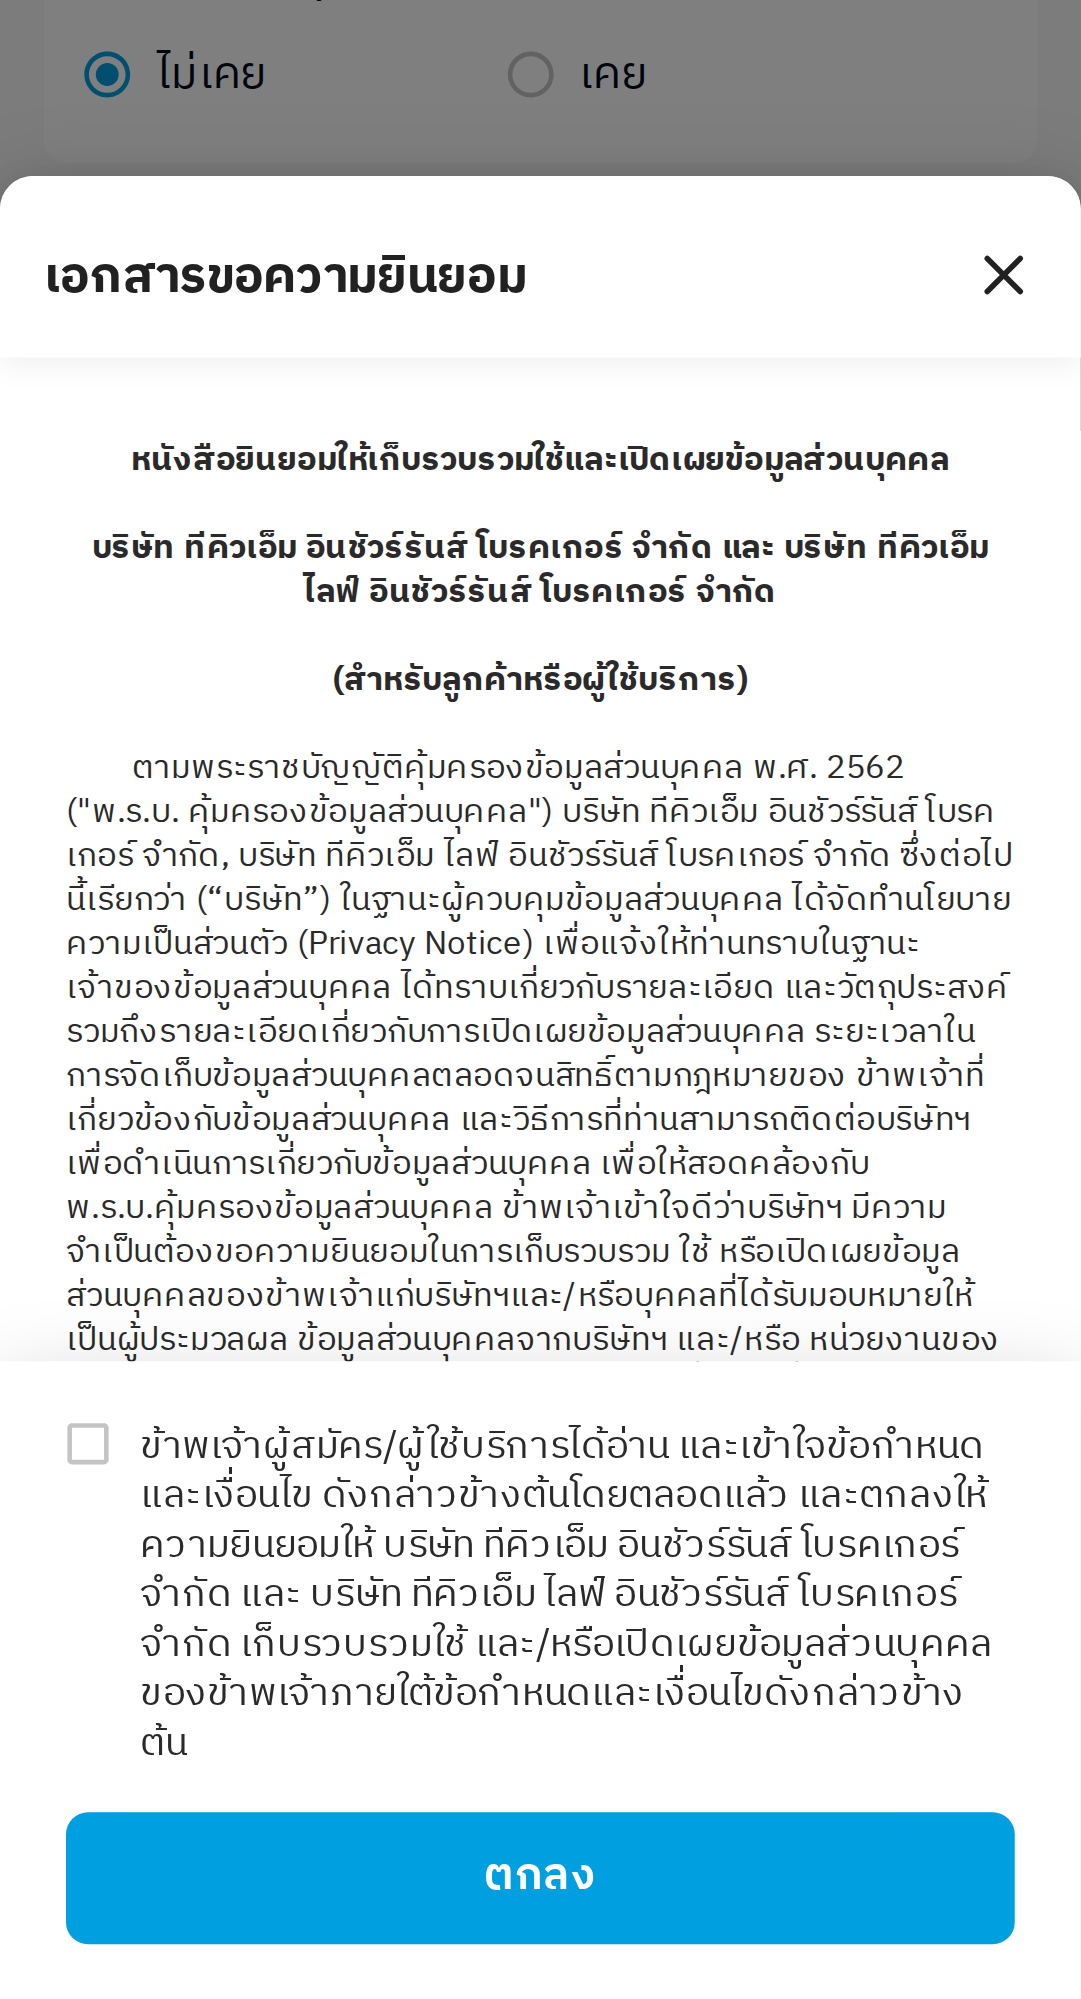 ไม่เคย เคย
เอกสารขอความยินยอม
หนังสือยินยอมให้เก็บรวบรวมใช้และเปิดเผยข้อมูลส่วนบุคคล
บริษัท ทีคิวเอ็ม อินชัวร์รันส์ โบรคเกอร์ จำกัด และ บริษัท ทีคิวเอ็ม
ไลฟ์ อินชัวร์รันส์ โบรคเกอร์ จำกัด
(สำหรับลูกค้าหรือผู้ใช้บริการ)
ตามพระราชบัญญัติคุ้มครองข้อมูลส่วนบุคคล พ.ศ. 2562
("พ.ร.บ. คุ้มครองข้อมูลส่วนบุคคล") บริษัท ทีคิวเอ็ม อินชัวร์รันส์ โบรค
เกอร์ จำกัด, บริษัท ทีคิวเอ็ม ไลฟ์ อินชัวร์รันส์ โบรคเกอร์ จำกัด ซึ่งต่อไป
นี้เรียกว่า (“บริษัท”) ในฐานะผู้ควบคุมข้อมูลส่วนบุคคล ได้จัดทำนโยบาย
ความเป็นส่วนตัว (Privacy Notice) เพื่อแจ้งให้ท่านทราบในฐานะ
เจ้าของข้อมูลส่วนบุคคล ได้ทราบเกี่ยวกับรายละเอียด และวัตถุประสงค์
รวมถึงรายละเอียดเกี่ยวกับการเปิดเผยข้อมูลส่วนบุคคล ระยะเวลาใน
การจัดเก็บข้อมูลส่วนบุคคลตลอดจนสิทธิ์ตามกฎหมายของ ข้าพเจ้าที่
เกี่ยวข้องกับข้อมูลส่วนบุคคล และวิธีการที่ท่านสามารถติดต่อบริษัทฯ
เพื่อดำเนินการเกี่ยวกับข้อมูลส่วนบุคคล เพื่อให้สอดคล้องกับ
พ.ร.บ.คุ้มครองข้อมูลส่วนบุคคล ข้าพเจ้าเข้าใจดีว่าบริษัทฯ มีความ
จำเป็นต้องขอความยินยอมในการเก็บรวบรวม ใช้ หรือเปิดเผยข้อมูล
ส่วนบุคคลของข้าพเจ้าแก่บริษัทฯและ/หรือบุคคลที่ได้รับมอบหมายให้
เป็นผู้ประมวลผล ข้อมูลส่วนบุคคลจากบริษัทฯ และ/หรือ หน่วยงานของ
ข้าพเจ้าผู้สมัคร/ผู้ใช้บริการได้อ่าน และเข้าใจข้อกำหนด
และเงื่อนไข ดังกล่าวข้างต้นโดยตลอดแล้ว และตกลงให้
ความยินยอมให้ บริษัท ทีคิวเอ็ม อินชัวร์รันส์ โบรคเกอร์
จำกัด และ บริษัท ทีคิวเอ็ม ไลฟ์ อินชัวร์รันส์ โบรคเกอร์
จำกัด เก็บรวบรวมใช้ และ/หรือเปิดเผยข้อมูลส่วนบุคคล
ของข้าพเจ้าภายใต้ข้อกำหนดและเงื่อนไขดังกล่าวข้าง
ต้น
ตกลง